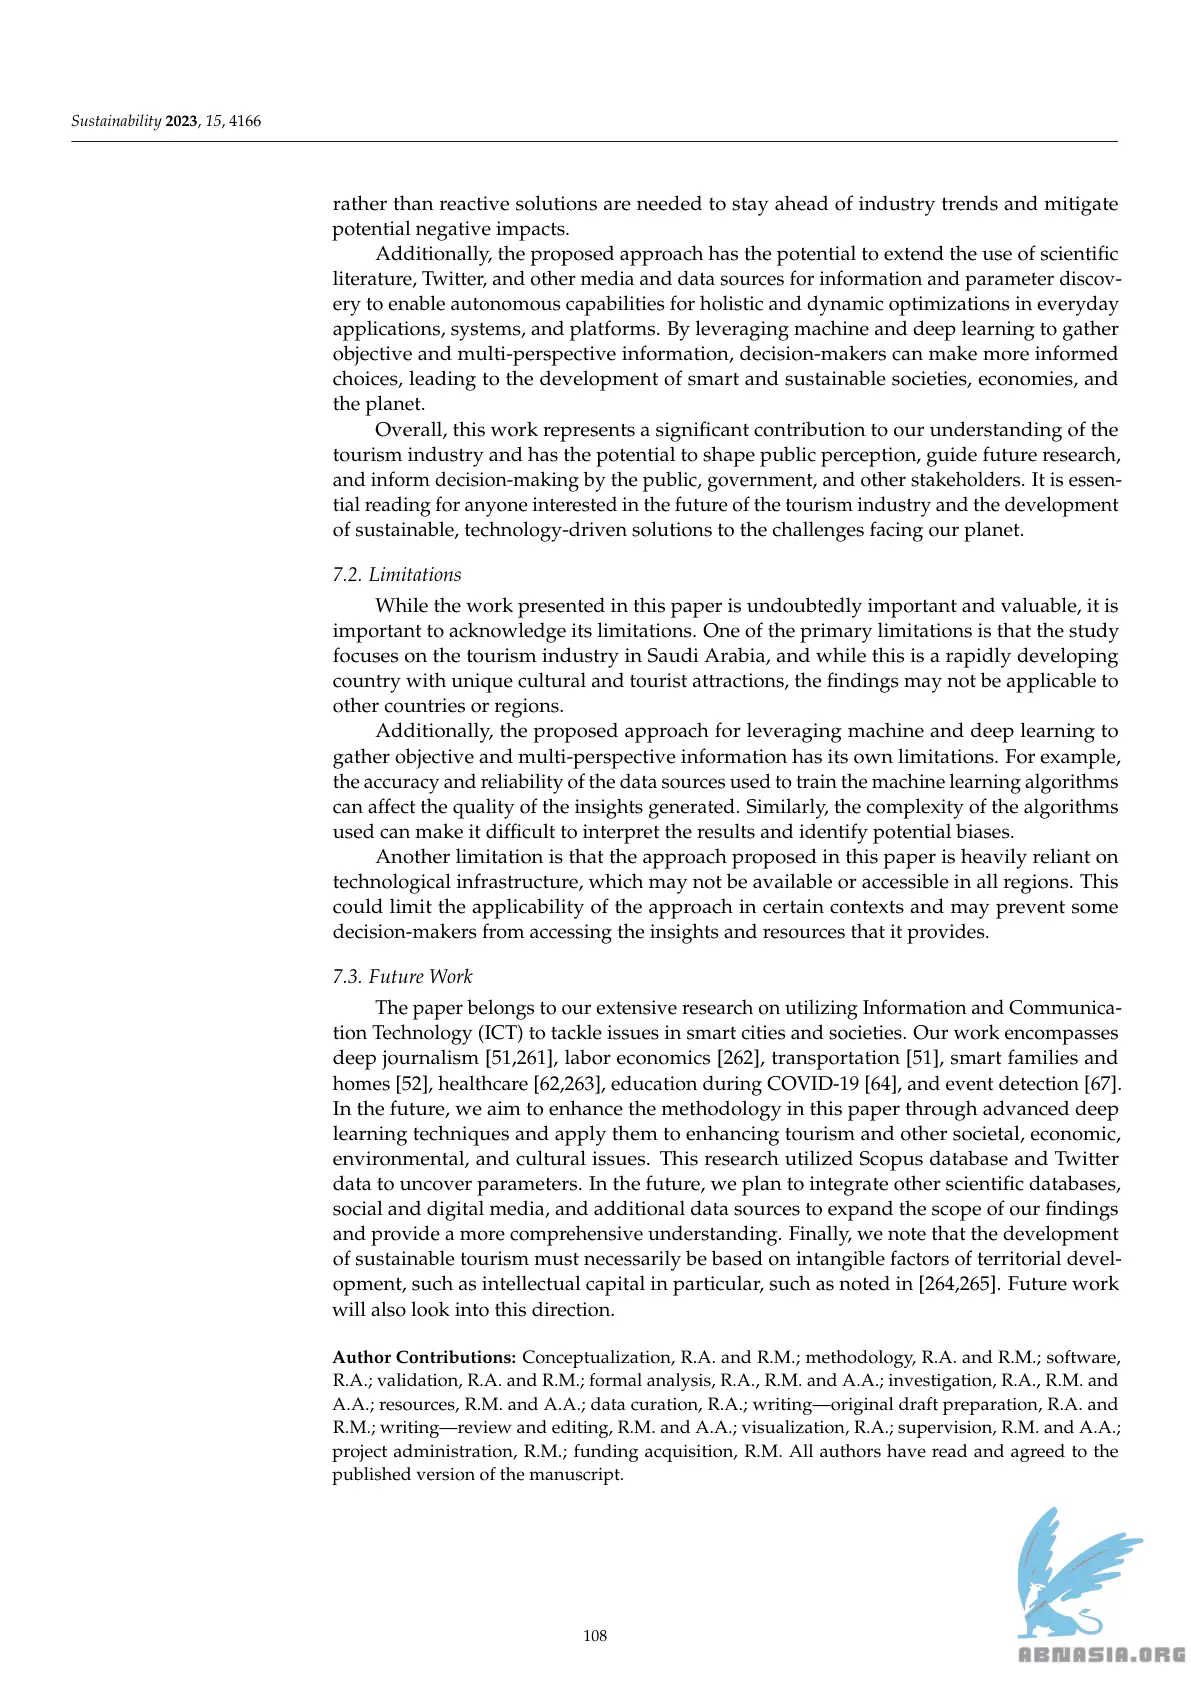 Sustainability 2023, 15, 4166
rather than reactive solutions are needed to stay ahead of industry trends and mitigate
potential negative impacts.
Additionally, the proposed approach has the potential to extend the use of scientific
literature, Twitter, and other media and data sources for information and parameter discov-
ery to enable autonomous capabilities for holistic and dynamic optimizations in everyday
applications, systems, and platforms. By leveraging machine and deep learning to gather
objective and multi-perspective information, decision-makers can make more informed
choices, leading to the development of smart and sustainable societies, economies, and
the planet.
Overall, this work represents a significant contribution to our understanding of the
tourism industry and has the potential to shape public perception, guide future research,
and inform decision-making by the public, government, and other stakeholders. It is essen-
tial reading for anyone interested in the future of the tourism industry and the development
of sustainable, technology-driven solutions to the challenges facing our planet.
7.2. Limitations
While the work presented in this paper is undoubtedly important and valuable, it is
important to acknowledge its limitations. One of the primary limitations is that the study
focuses on the tourism industry in Saudi Arabia, and while this is a rapidly developing
country with unique cultural and tourist attractions, the findings may not be applicable to
other countries or regions.
Additionally, the proposed approach for leveraging machine and deep learning to
gather objective and multi-perspective information has its own limitations. For example,
the accuracy and reliability of the data sources used to train the machine learning algorithms
can affect the quality of the insights generated. Similarly, the complexity of the algorithms
used can make it difficult to interpret the results and identify potential biases.
Another limitation is that the approach proposed in this paper is heavily reliant on
technological infrastructure, which may not be available or accessible in all regions. This
could limit the applicability of the approach in certain contexts and may prevent some
decision-makers from accessing the insights and resources that it provides.
7.3. Future Work
The paper belongs to our extensive research on utilizing Information and Communica-
tion Technology (ICT) to tackle issues in smart cities and societies. Our work encompasses
deep journalism [51,261], labor economics [262], transportation [51], smart families and
homes [52], healthcare [62,263], education during COVID-19 [64], and event detection [67].
In the future, we aim to enhance the methodology in this paper through advanced deep
learning techniques and apply them to enhancing tourism and other societal, economic,
environmental, and cultural issues. This research utilized Scopus database and Twitter
data to uncover parameters. In the future, we plan to integrate other scientific databases,
social and digital media, and additional data sources to expand the scope of our findings
and provide a more comprehensive understanding. Finally, we note that the development
of sustainable tourism must necessarily be based on intangible factors of territorial devel-
opment, such as intellectual capital in particular, such as noted in [264,265]. Future work
will also look into this direction.
Author Contributions: Conceptualization, R.A. and R.M.; methodology, R.A. and R.M.; software,
R.A.; validation, R.A. and R.M.; formal analysis, R.A., R.M. and A.A.; investigation, R.A., R.M. and
A.A.; resources, R.M. and A.A.; data curation, R.A.; writing—original draft preparation, R.A. and
R.M.; writing—review and editing, R.M. and A.A.; visualization, R.A.; supervision, R.M. and A.A.;
project administration, R.M.; funding acquisition, R.M. All authors have read and agreed to the
published version of the manuscript.
108
ABNASIA.ORG